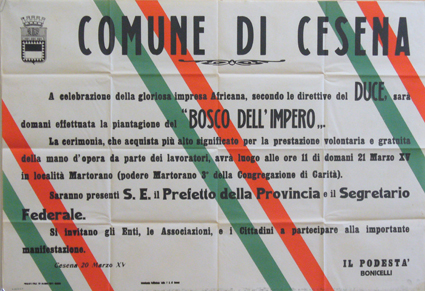 COMUNE DI CESENA
A celebrazione della gloriosa impresa Africana, secondo le direttive del DUCE, sarà
domani effettuata la piantagione del "BOSCO DELL'IMPERO„.
La cerimonia, che acquista più alto significato per la prestazione volontaria e gratuita
della mano d'opera da parte dei lavoratori, avrà luogo alle ore 11 di domani 21 Marzo XV
in località Martorano (podere Martorano 3° della Congregazione di Carità).
Saranno presenti S. E. il Prefetto della Provincia e il Segretario
Federale.
Si invitano gli Enti, le Associazioni, e i Cittadini a partecipare alla importante
manifestazione.
Cesena 20 Marzo XV
IL PODESTÀ
BONICELLI